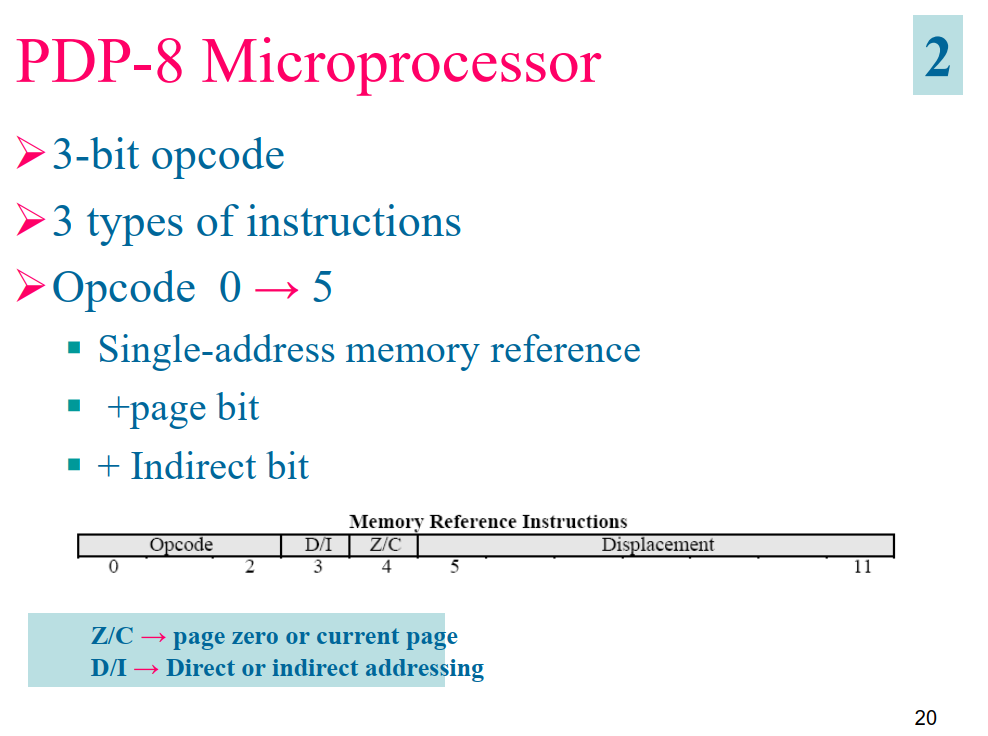 PDP-8 Microprocessor
2
➢3-bit opcode
➢3 types of instructions
➢Opcode 0 → 5
▪ Single-address memory reference
▪ +page bit
▪ + Indirect bit
Memory Reference Instructions
Opcode D/I Z/C Displacement
0 2 3 4 5 11
Z/C → page zero or current page
D/I → Direct or indirect addressing
20